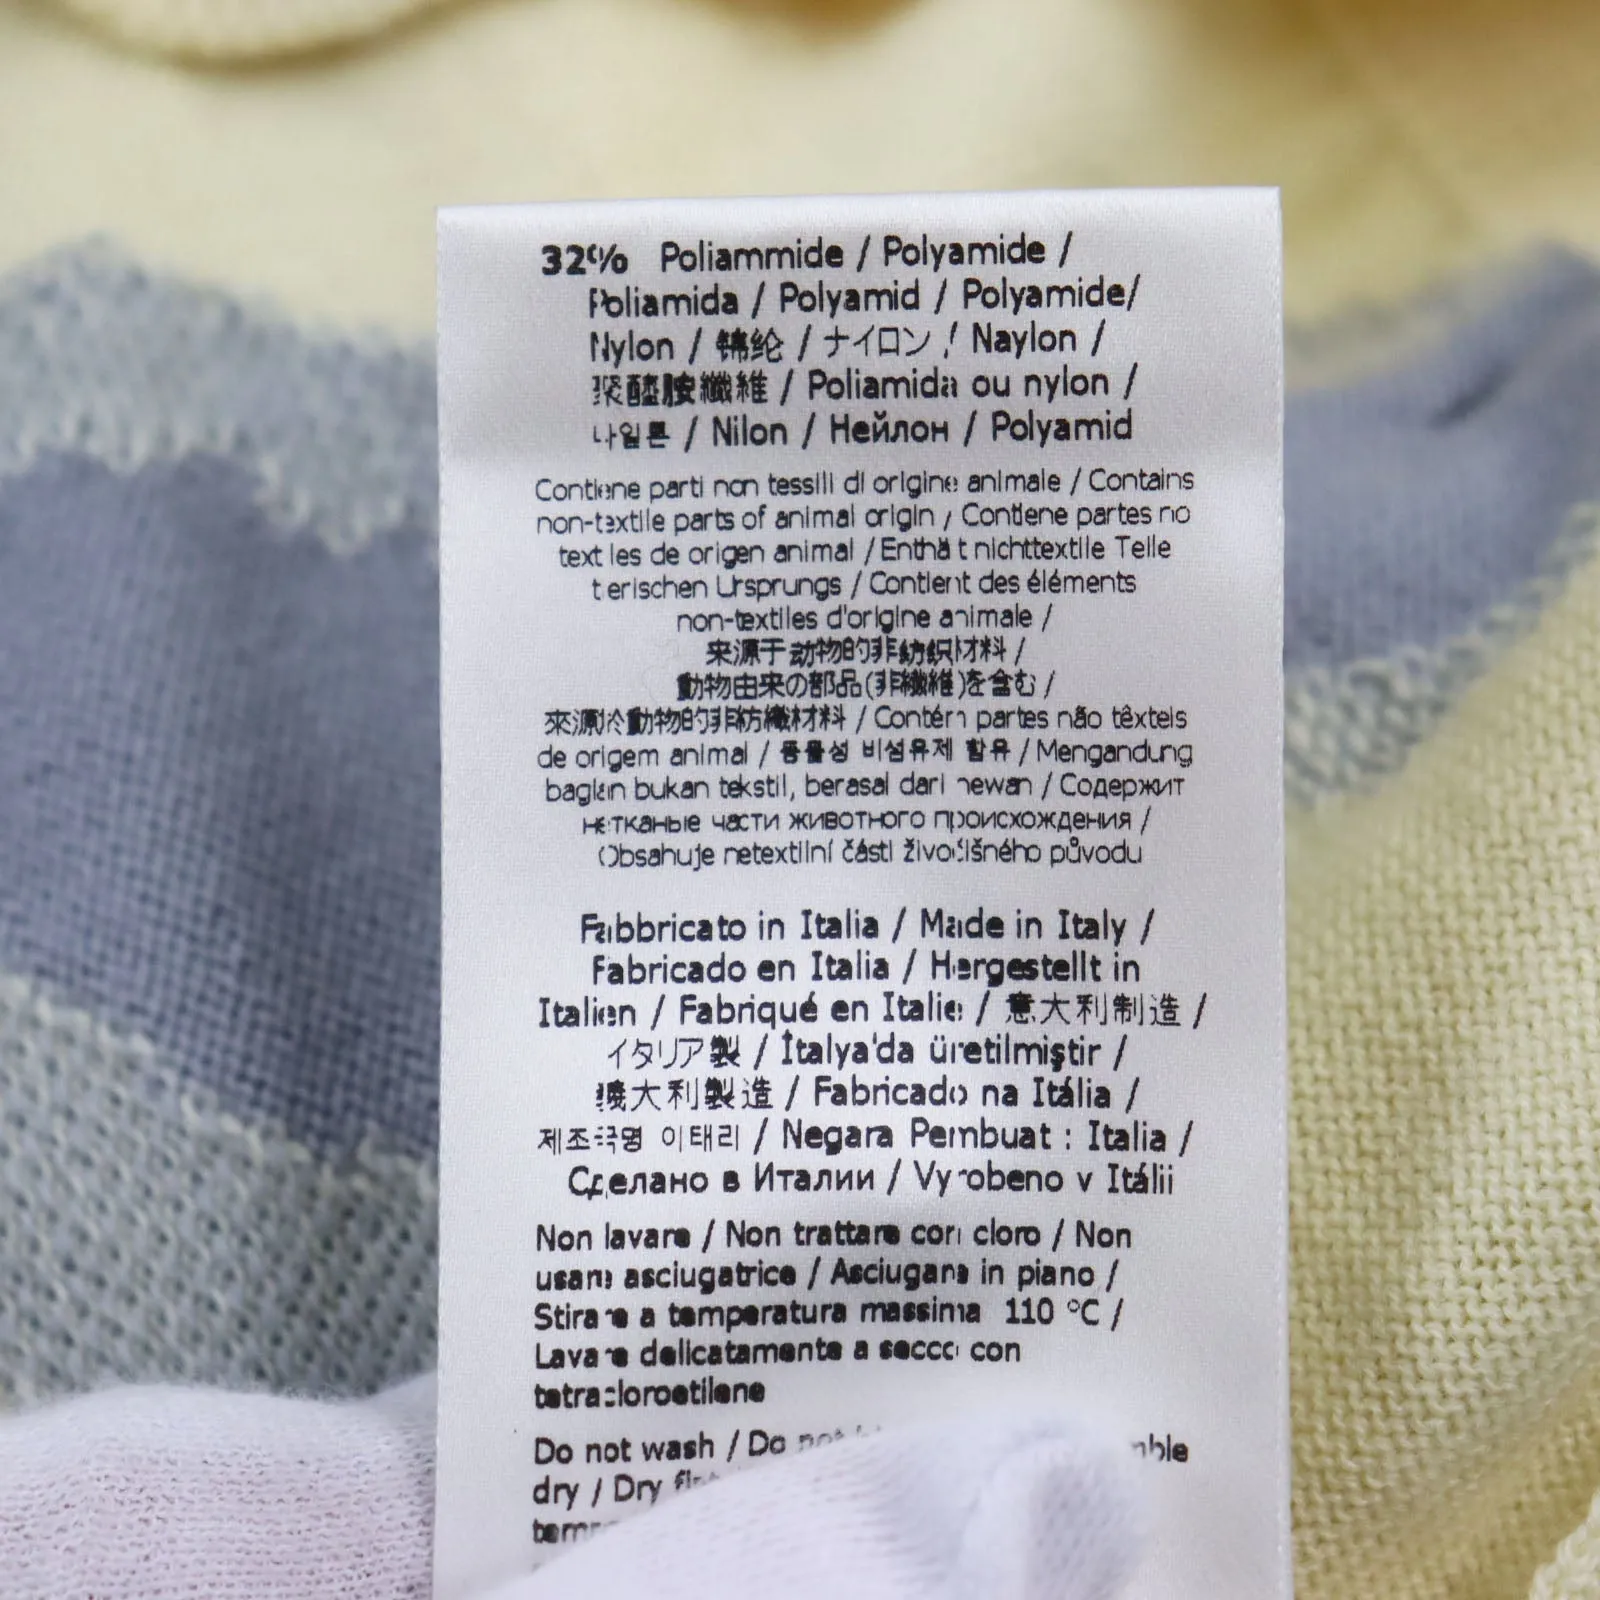 32% Poliammide / Polyamide /
Poliamida / Polyamid / Polyamide/
Nylon / 锦纶 / ナイロン / Naylon /
聚醯胺纖維 / Poliamida ou nylon /
나일론 / Nilon / Нейлон / Polyamid
Contiene parti non tessili di origine animale / Contains
non-textile parts of animal origin / Contiene partes no
textiles de origen animal / Enthält nichttextile Teile
tierischen Ursprungs / Contient des éléments
non-textiles d'origine animale /
来源于动物的非纺织材料 /
動物由来の部品(非繊維)を含む /
來源於動物的非紡織材料 / Contém partes não têxteis
de origem animal / 동물성 비섬유제 함유 / Mengandung
bagian bukan tekstil, berasal dari hewan / Содержит
нетканые части животного происхождения /
Obsahuje netextilní části živočišného původu
Fabbricato in Italia / Made in Italy /
Fabricado en Italia / Hergestellt in
Italien / Fabriqué en Italie / 意大利制造 /
イタリア製 / İtalya'da üretilmiştir /
義大利製造 / Fabricado na Itália /
제조국명 이태리 / Negara Pembuat : Italia /
Сделано в Италии / Vyrobeno v Itálii
Non lavare / Non trattare con cloro / Non
usare asciugatrice / Asciugare in piano /
Stirare a temperatura massima 110 °C /
Lavare delicatamente a secco con
tetracloroetilene
Do not wash / Do not
dry / Dry